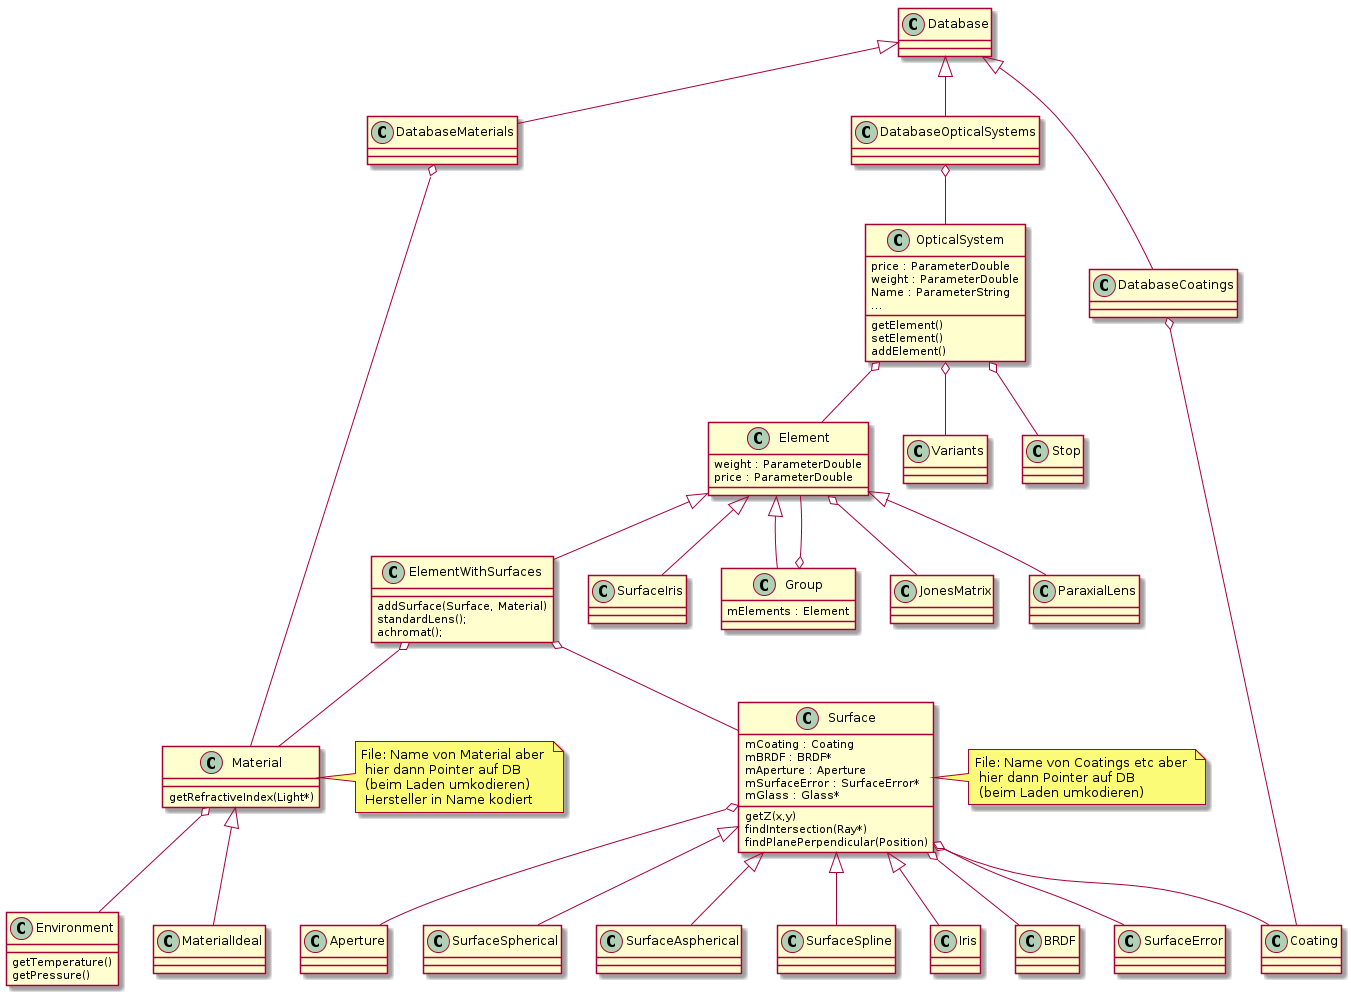 C Database
C DatabaseMaterials
C DatabaseOpticalSystems
C OpticalSystem
price : ParameterDouble
weight : ParameterDouble
Name : ParameterString
...
getElement()
setElement()
addElement()
C DatabaseCoatings
C Element
weight : ParameterDouble
price : ParameterDouble
C Variants
C Stop
C ElementWithSurfaces
addSurface(Surface, Material)
standardLens();
achromat();
C SurfaceIris
C Group
mElements : Element
C JonesMatrix
C ParaxialLens
C Material
getRefractiveIndex(Light*)
File: Name von Material aber
hier dann Pointer auf DB
(beim Laden umkodieren)
Hersteller in Name kodiert
C Surface
mCoating : Coating
mBRDF : BRDF*
mAperture : Aperture
mSurfaceError : SurfaceError*
mGlass : Glass*
getZ(x,y)
findIntersection(Ray*)
findPlanePerpendicular(Position)
File: Name von Coatings etc aber
hier dann Pointer auf DB
(beim Laden umkodieren)
C Environment
getTemperature()
getPressure()
C MaterialIdeal
C Aperture
C SurfaceSpherical
C SurfaceAspherical
C SurfaceSpline
C Iris
C BRDF
C SurfaceError
C Coating